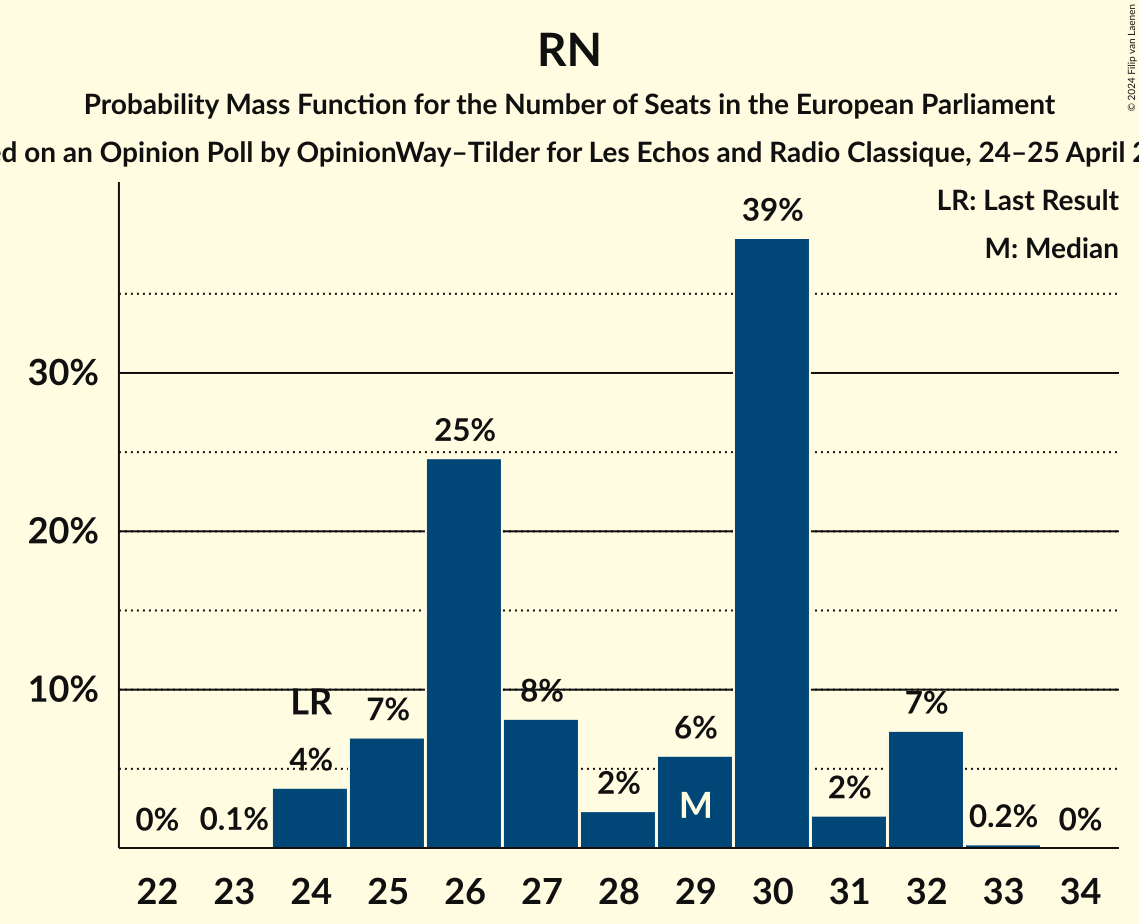 RN
Probability Mass Function for the Number of Seats in the European Parliament
on an Opinion Poll by OpinionWay–Tilder for Les Echos and Radio Classique, 24–25 April
© 2024 Filip van Laenen
LR: Last Result
M: Median
30%
20%
10%
0%
0.1%
LR
4%
7%
25%
8%
2%
6%
M
39%
2%
7%
0.2%
0%
22 23 24 25 26 27 28 29 30 31 32 33 34